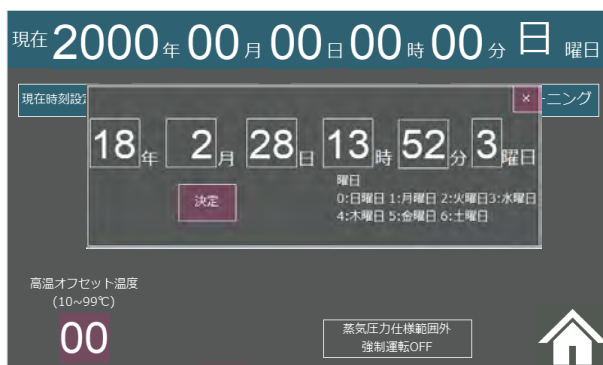 現在 2000 年 00 月 00 日 00 時 00 分 日 曜日
現在時刻設定
ーニング
×
18 年 2 月 28 日 13 時 52 分 3 曜日
曜日
0:日曜日 1:月曜日 2:火曜日3:水曜日
4:木曜日 5:金曜日 6:土曜日
決定
高温オフセット温度
(10~99℃)
00
蒸気圧力仕様範囲外
強制運転OFF